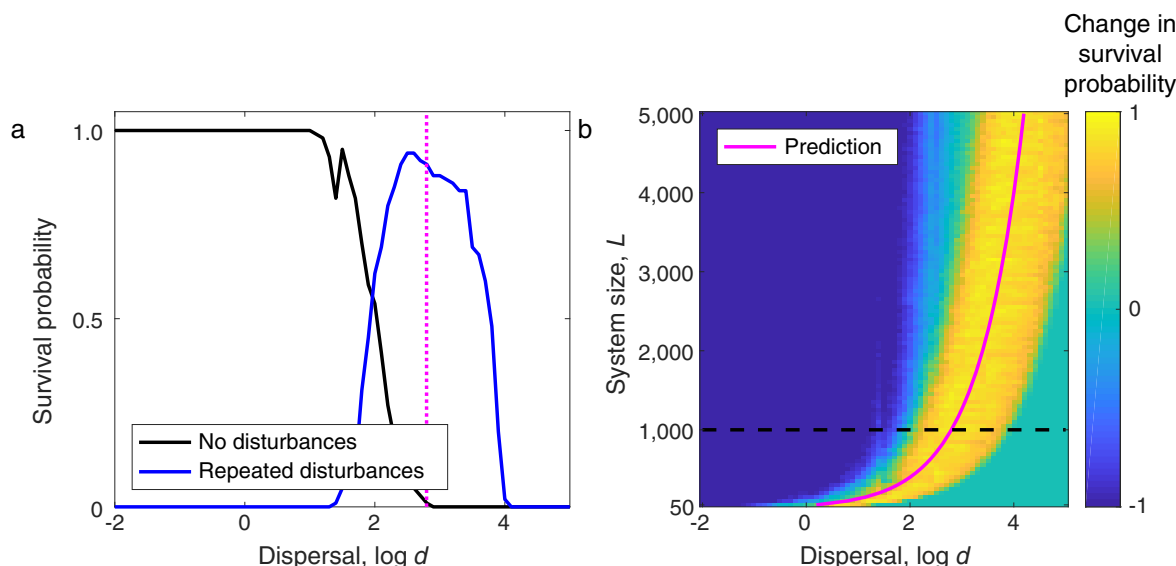 a
Survival probability
1.0
0.5
0
No disturbances
Repeated disturbances
-2
0
2
4
Dispersal, log d
b
System size, L
5,000
4,000
3,000
2,000
1,000
50
Prediction
-2
0
2
4
Dispersal, log d
Change in
survival
probability
1
0
-1